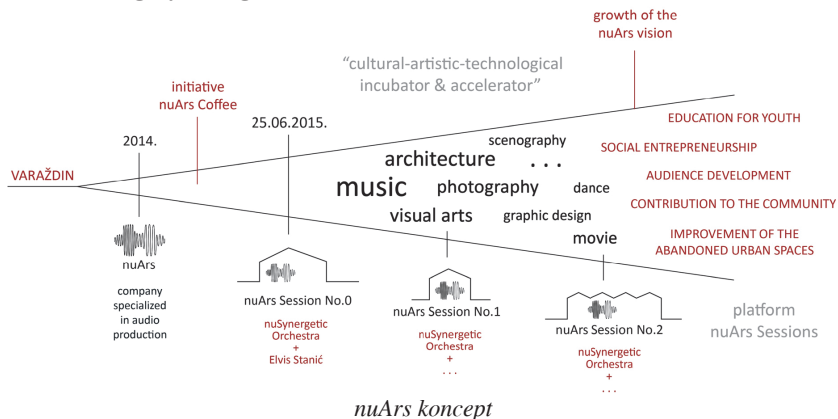 growth of the
nuArs vision
"cultural-artistic-technological
incubator & accelerator"
initiative
nuArs Coffee
25.06.2015.
2014.
VARAŽDIN
scenography
architecture
. . .
music
photography
dance
visual arts
graphic design
movie
EDUCATION FOR YOUTH
SOCIAL ENTREPRENEURSHIP
AUDIENCE DEVELOPMENT
CONTRIBUTION TO THE COMMUNITY
IMPROVEMENT OF THE
ABANDONED URBAN SPACES
nuArs
company
specialized
in audio
production
nuArs Session No.0
nuSynergetic
Orchestra
+
Elvis Stanić
nuArs Session No.1
nuSynergetic
Orchestra
+
. . .
nuArs Session No.2
nuSynergetic
Orchestra
+
. . .
platform
nuArs Sessions
nuArs koncept